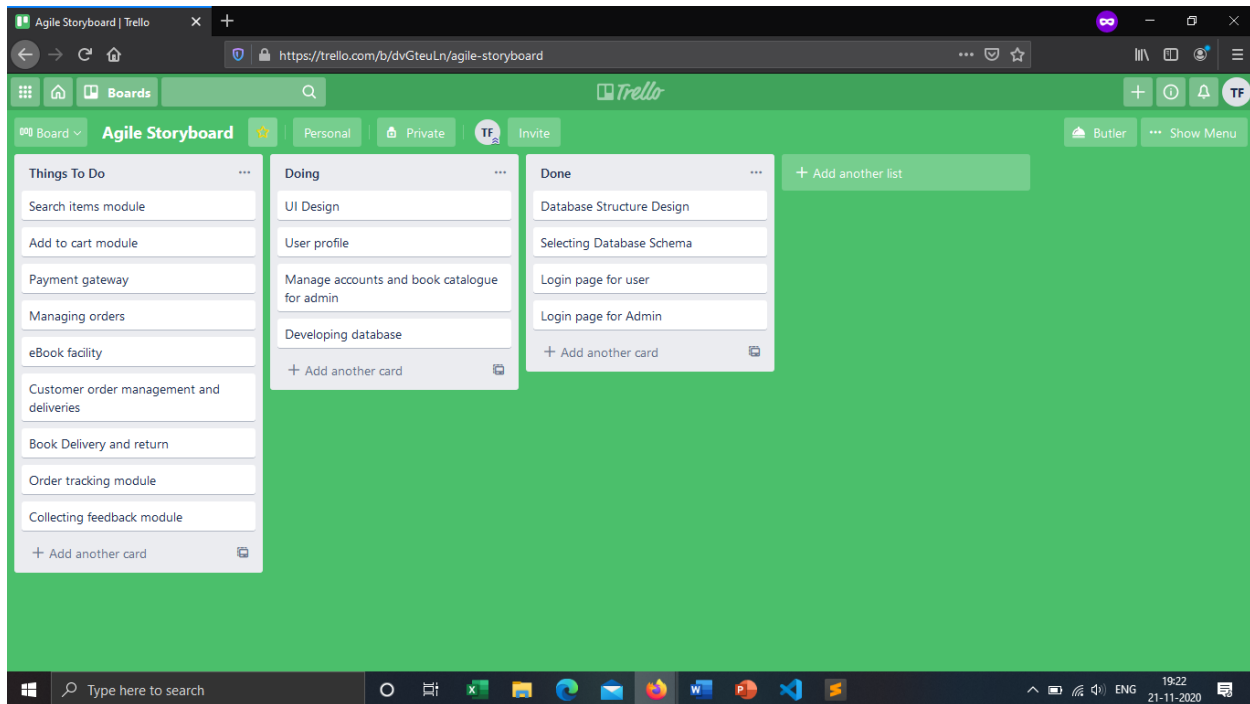 Agile Storyboard | Trello
https://trello.com/b/dvGteuLn/agile-storyboard
Boards
Trello
TF
Board
Agile Storyboard
Personal
Private
TF
Invite
Butler
Show Menu
Things To Do
Search items module
Add to cart module
Payment gateway
Managing orders
eBook facility
Customer order management and
deliveries
Book Delivery and return
Order tracking module
Collecting feedback module
+ Add another card
Doing
UI Design
User profile
Manage accounts and book catalogue
for admin
Developing database
+ Add another card
Done
Database Structure Design
Selecting Database Schema
Login page for user
Login page for Admin
+ Add another card
+ Add another list
Type here to search
ENG
19:22
21-11-2020